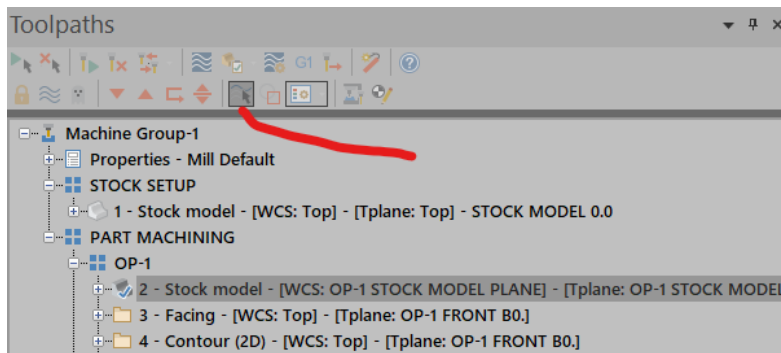 Toolpaths
G1
Machine Group-1
Properties - Mill Default
STOCK SETUP
1 - Stock model - [WCS: Top] - [Tplane: Top] - STOCK MODEL 0.0
PART MACHINING
OP-1
2 - Stock model - [WCS: OP-1 STOCK MODEL PLANE] - [Tplane: OP-1 STOCK MODEL
3 - Facing - [WCS: Top] - [Tplane: OP-1 FRONT B0.]
4 - Contour (2D) - [WCS: Top] - [Tplane: OP-1 FRONT B0.]